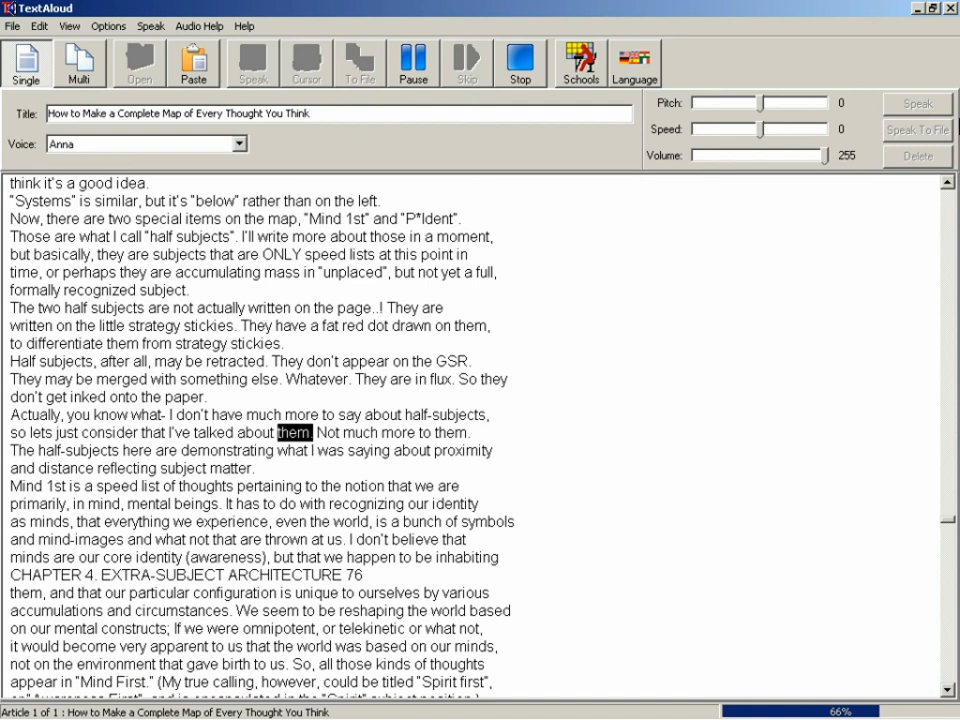 TextAloud
File Edit View Options Speak Audio Help Help
Single Multi Open Paste Speak Cursor To File Pause Skip Stop Schools Language
Title: How to Make a Complete Map of Every Thought You Think
Voice: Anna
Pitch: 0 Speak
Speed: 0 Speak To File
Volume: 255 Delete
think it's a good idea.
"Systems" is similar, but it's "below" rather than on the left.
Now, there are two special items on the map, "Mind 1st" and "P*Ident".
Those are what I call "half subjects". I'll write more about those in a moment,
but basically, they are subjects that are ONLY speed lists at this point in
time, or perhaps they are accumulating mass in "unplaced", but not yet a full,
formally recognized subject.
The two half subjects are not actually written on the page..! They are
written on the little strategy stickies. They have a fat red dot drawn on them,
to differentiate them from strategy stickies.
Half subjects, after all, may be retracted. They don't appear on the GSR.
They may be merged with something else. Whatever. They are in flux. So they
don't get inked onto the paper.
Actually, you know what- I don't have much more to say about half-subjects,
so lets just consider that I've talked about them. Not much more to them.
The half-subjects here are demonstrating what I was saying about proximity
and distance reflecting subject matter.
Mind 1st is a speed list of thoughts pertaining to the notion that we are
primarily, in mind, mental beings. It has to do with recognizing our identity
as minds, that everything we experience, even the world, is a bunch of symbols
and mind-images and what not that are thrown at us. I don't believe that
minds are our core identity (awareness), but that we happen to be inhabiting
CHAPTER 4. EXTRA-SUBJECT ARCHITECTURE 76
them, and that our particular configuration is unique to ourselves by various
accumulations and circumstances. We seem to be reshaping the world based
on our mental constructs; If we were omnipotent, or telekinetic or what not,
it would become very apparent to us that the world was based on our minds,
not on the environment that gave birth to us. So, all those kinds of thoughts
appear in "Mind First." (My true calling, however, could be titled "Spirit first",
or "Awareness First", and is encapsulated in the "Spirit" subject position.)
Article 1 of 1 : How to Make a Complete Map of Every Thought You Think 66%